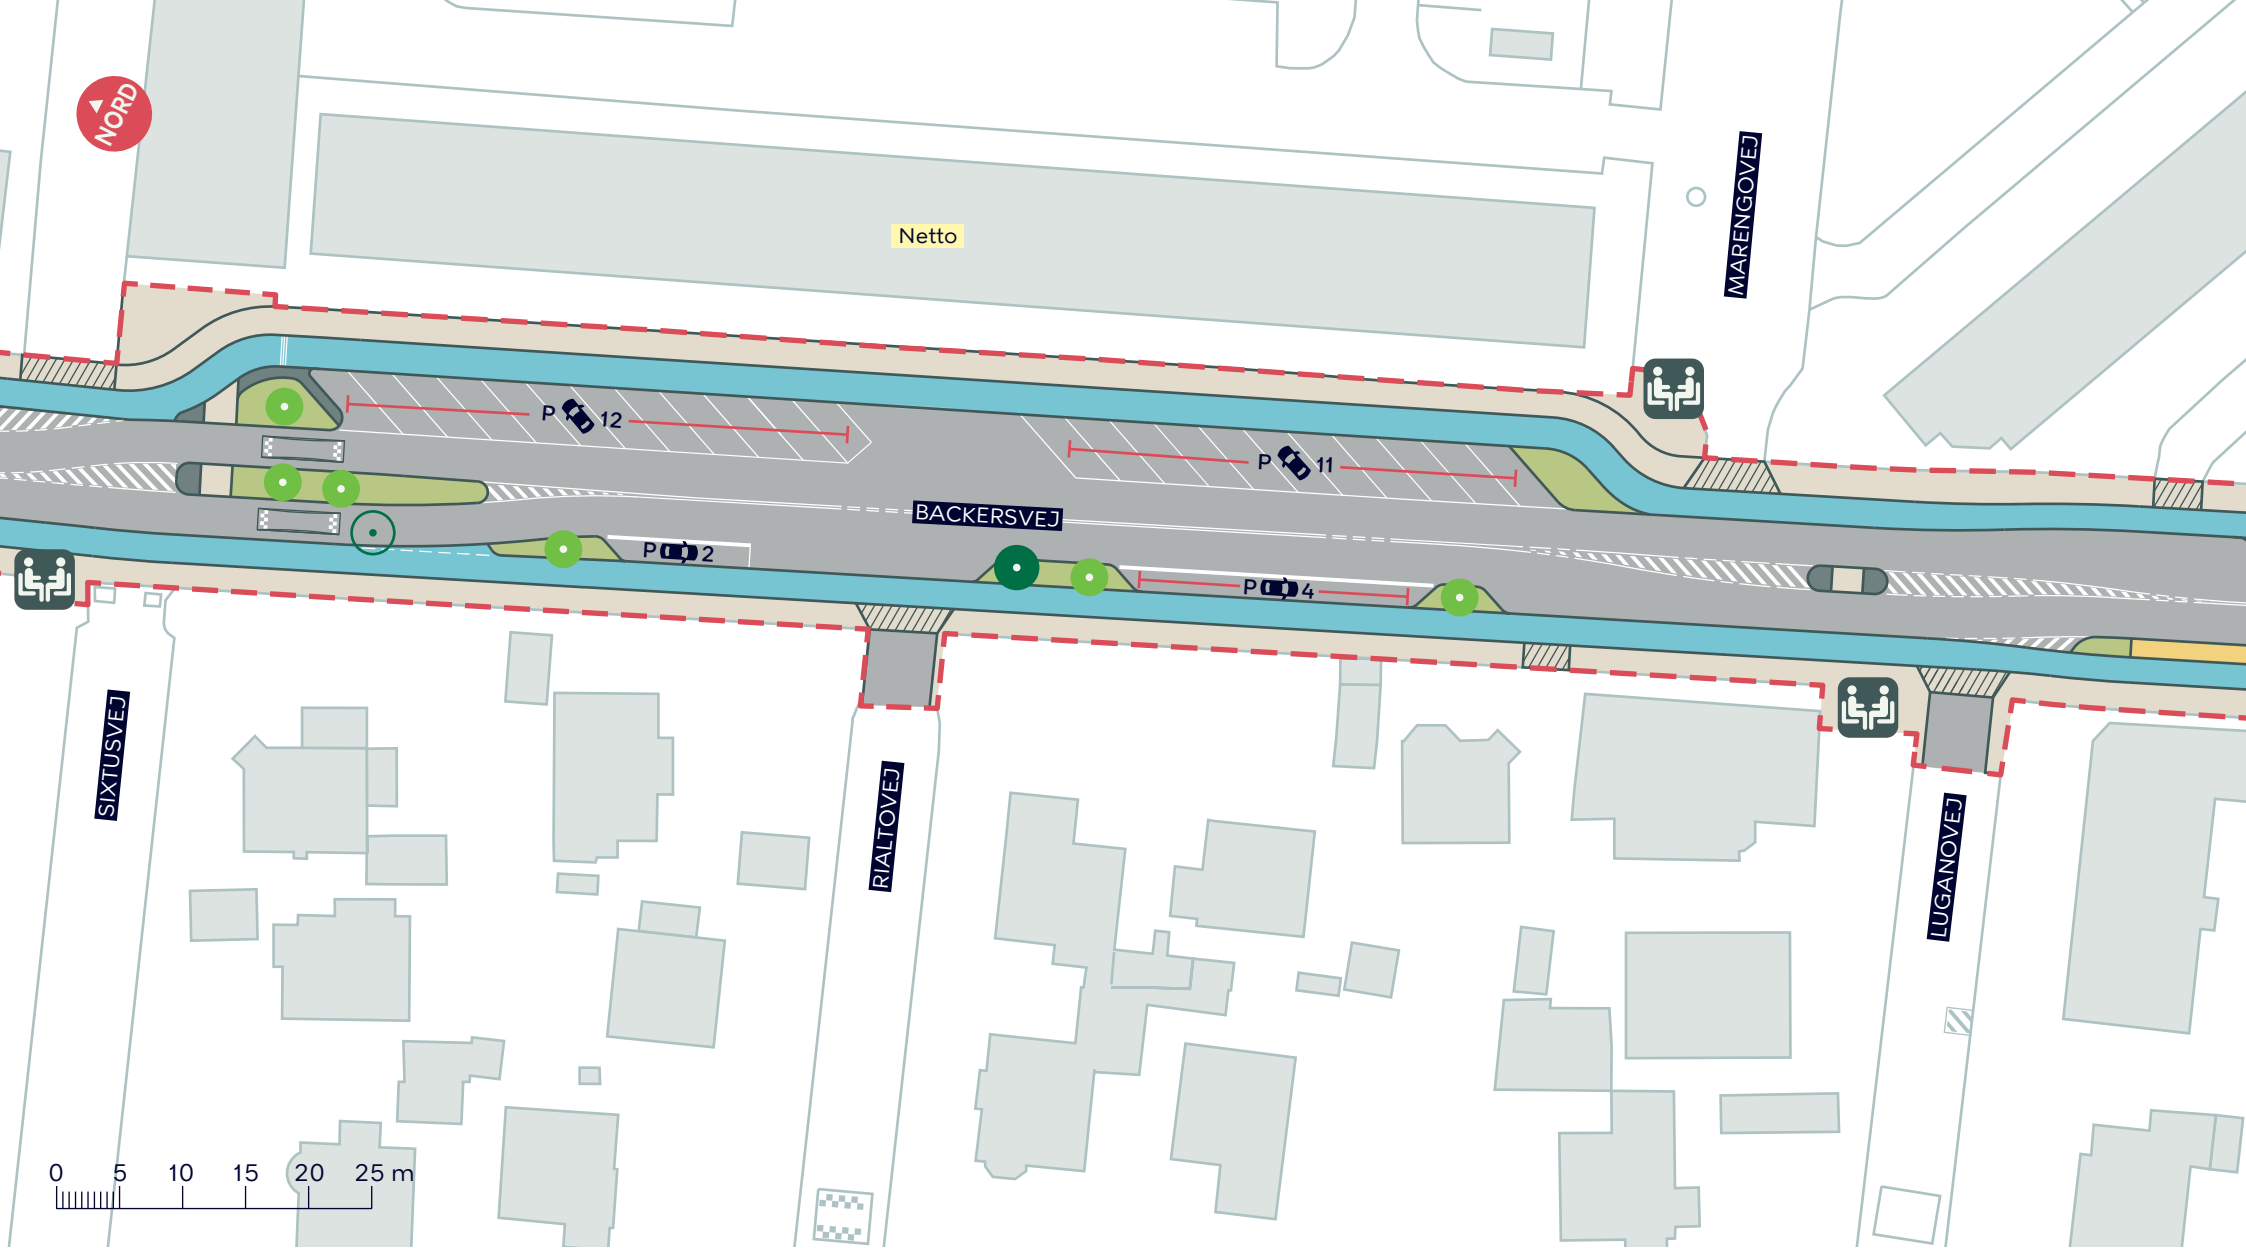 NORD
MARENGOVEJ
Netto
P 12
P 11
BACKERSVEJ
P 2
P 4
SIXTUSVEJ
RIALTOVEJ
LUGANOVEJ
0 5 10 15 20 25 m